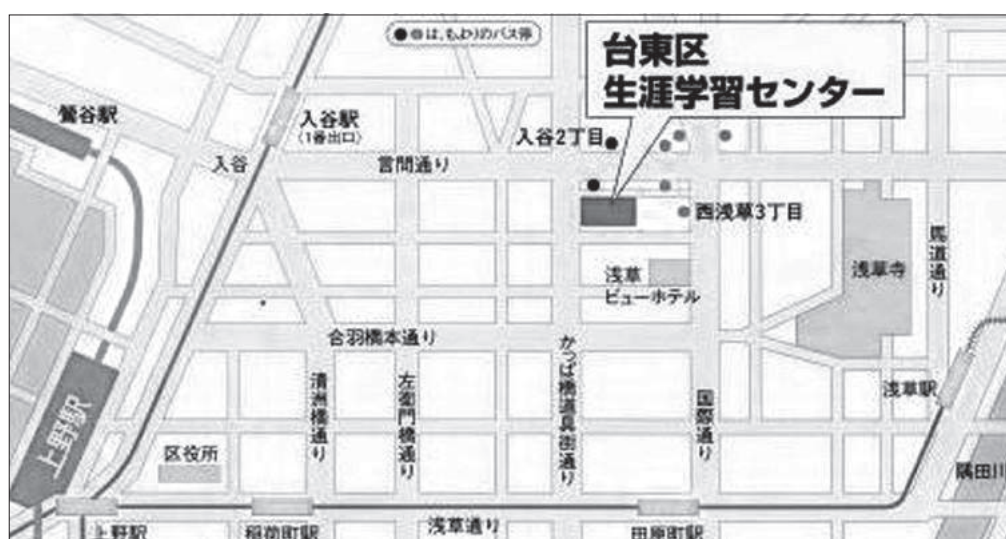 ●●は、もよりのバス停
台東区
生涯学習センター
鶯谷駅
入谷駅
(1番出口)
入谷2丁目
入谷
言問通り
西浅草3丁目
浅草
ビューホテル
浅草寺
馬道通り
合羽橋本通り
かっぱ橋道具街通り
清洲橋通り
左衛門橋通り
国際通り
浅草駅
上野駅
区役所
隅田川
上野駅
稲荷町駅
浅草通り
田原町駅